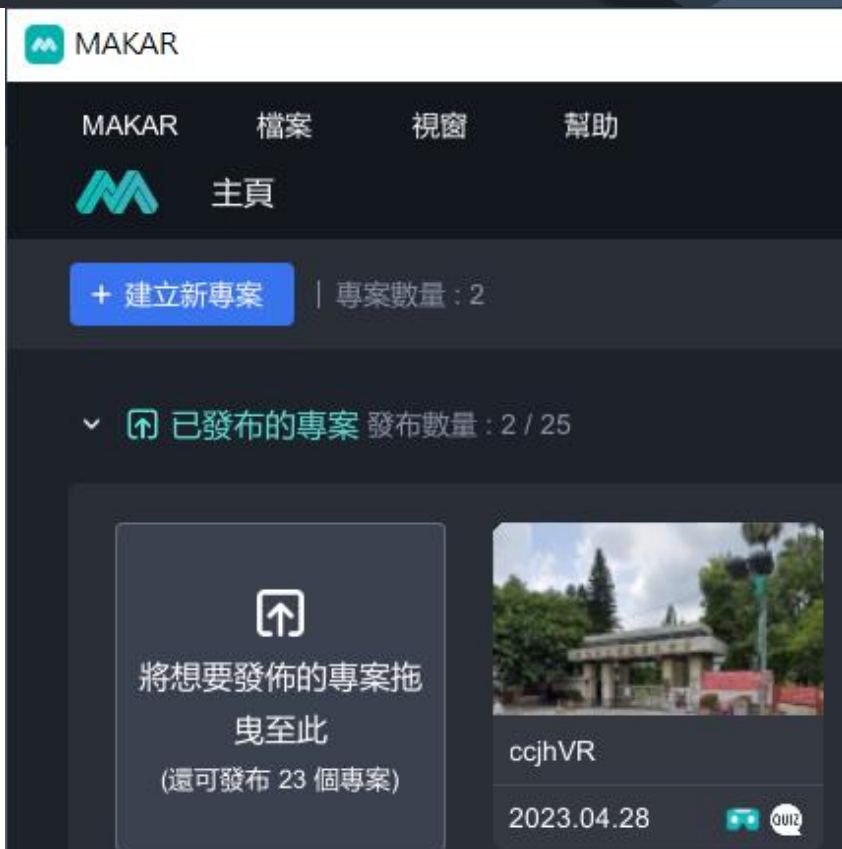 MAKAR
MAKAR 檔案 視窗 幫助
主頁
+ 建立新專案 | 專案數量 : 2
已發布的專案 發布數量 : 2 / 25
將想要發佈的專案拖
曳至此
(還可發布 23 個專案)
ccjhVR
2023.04.28 QUIZ